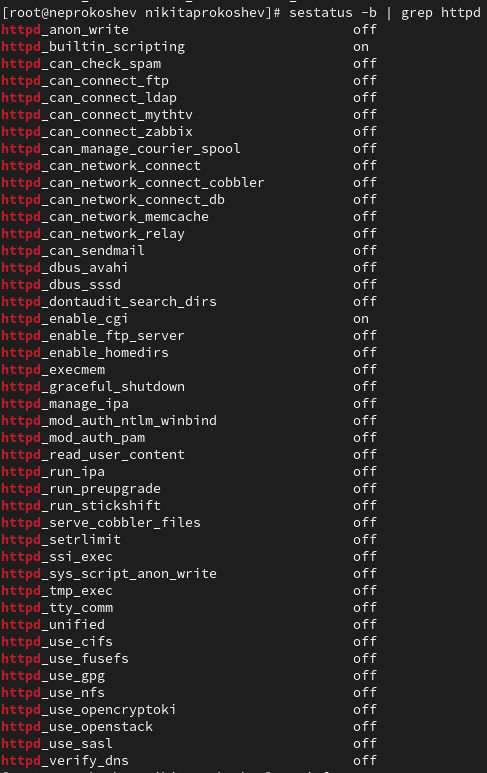 [root@neprokoshev nikitaprokoshev]# sestatus -b | grep httpd
httpd_anon_write off
httpd_builtin_scripting on
httpd_can_check_spam off
httpd_can_connect_ftp off
httpd_can_connect_ldap off
httpd_can_connect_mythtv off
httpd_can_connect_zabbix off
httpd_can_manage_courier_spool off
httpd_can_network_connect off
httpd_can_network_connect_cobbler off
httpd_can_network_connect_db off
httpd_can_network_memcache off
httpd_can_network_relay off
httpd_can_sendmail off
httpd_dbus_avahi off
httpd_dbus_sssd off
httpd_dontaudit_search_dirs off
httpd_enable_cgi on
httpd_enable_ftp_server off
httpd_enable_homedirs off
httpd_execmem off
httpd_graceful_shutdown off
httpd_manage_ipa off
httpd_mod_auth_ntlm_winbind off
httpd_mod_auth_pam off
httpd_read_user_content off
httpd_run_ipa off
httpd_run_preupgrade off
httpd_run_stickshift off
httpd_serve_cobbler_files off
httpd_setrlimit off
httpd_ssi_exec off
httpd_sys_script_anon_write off
httpd_tmp_exec off
httpd_tty_comm off
httpd_unified off
httpd_use_cifs off
httpd_use_fusefs off
httpd_use_gpg off
httpd_use_nfs off
httpd_use_opencryptoki off
httpd_use_openstack off
httpd_use_sasl off
httpd_verify_dns off